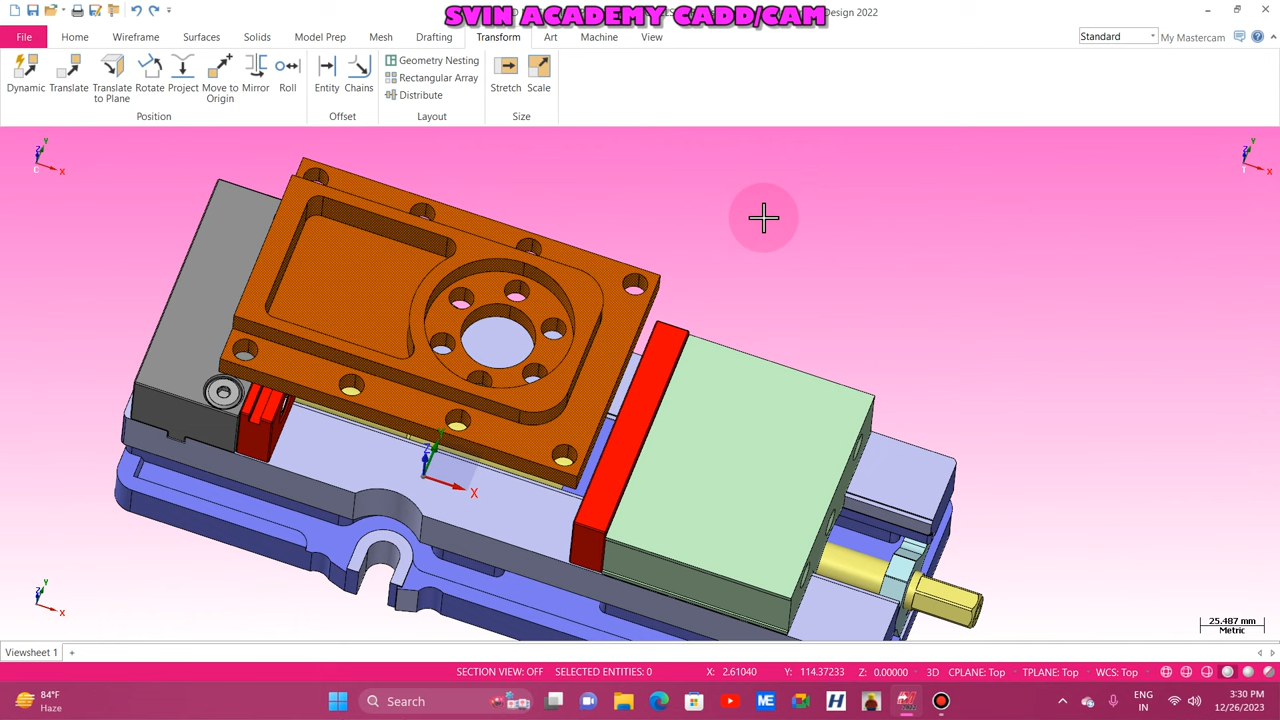 SVIN ACADEMY CADD/CAM
Design 2022
File Home Wireframe Surfaces Solids Model Prep Mesh Drafting Transform Art Machine View
Standard My Mastercam
Dynamic Translate Translate to Plane Rotate Project Move to Origin Mirror Roll
Position
Entity Chains
Offset
Geometry Nesting
Rectangular Array
Distribute
Layout
Stretch Scale
Size
Z Y X
Z Y X
Z Y X
Z Y X
25.487 mm
Metric
Viewsheet 1 +
SECTION VIEW: OFF SELECTED ENTITIES: 0 X: 2.61040 Y: 114.37233 Z: 0.00000 3D CPLANE: Top TPLANE: Top WCS: Top
84°F
Haze
Search
ME
H
ENG
IN
3:30 PM
12/26/2023